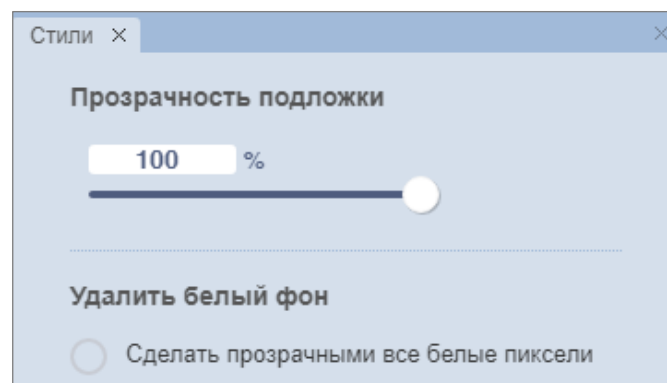 Стили ×
Прозрачность подложки
100 %
Удалить белый фон
Сделать прозрачными все белые пиксели